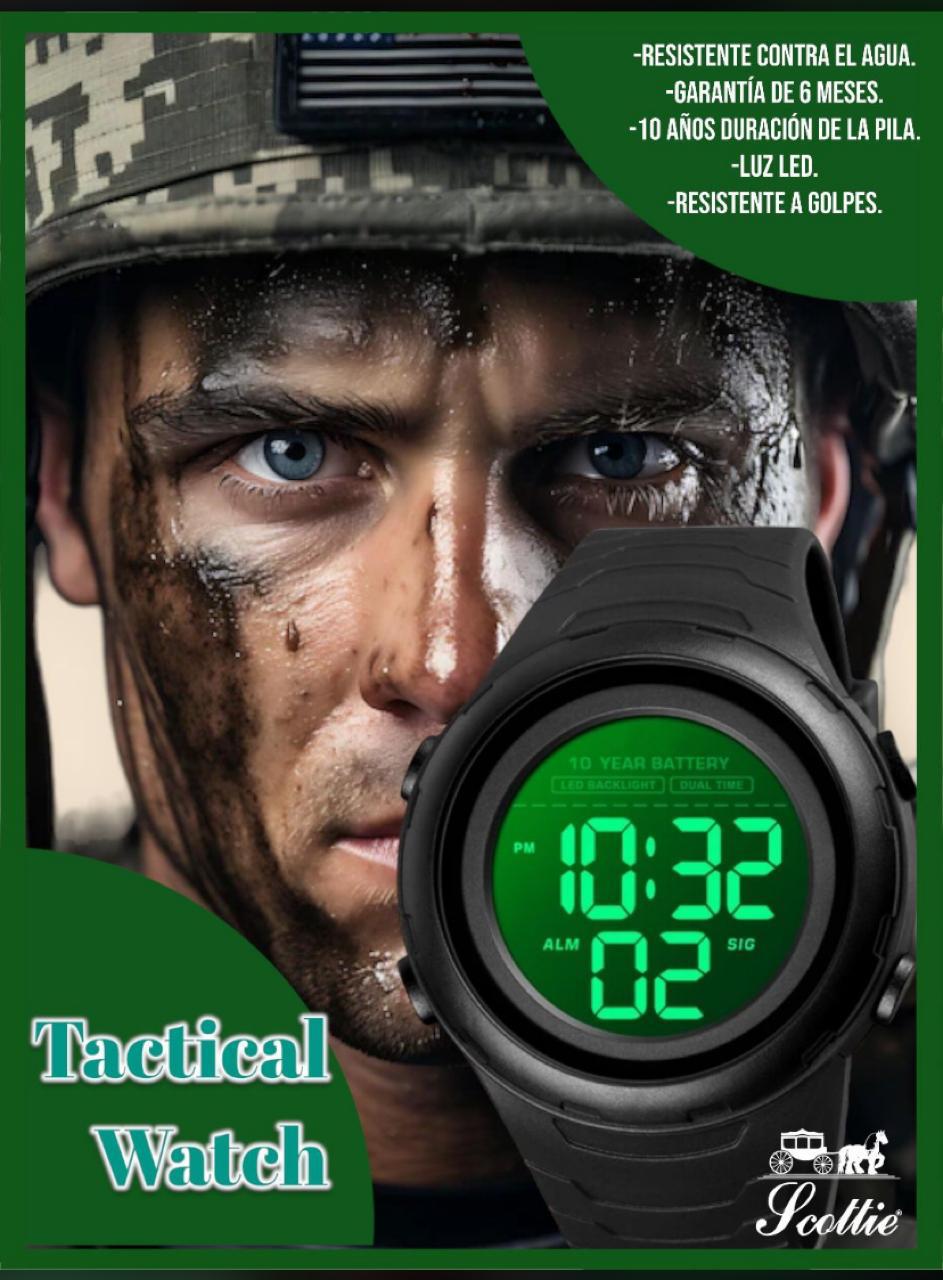 -RESISTENTE CONTRA EL AGUA.
-GARANTÍA DE 6 MESES.
-10 AÑOS DURACIÓN DE LA PILA.
-LUZ LED.
-RESISTENTE A GOLPES.
10 YEAR BATTERY
LED BACKLIGHT DUAL TIME
PM 10:32
ALM 02 SIG
Tactical
Watch
Scottie